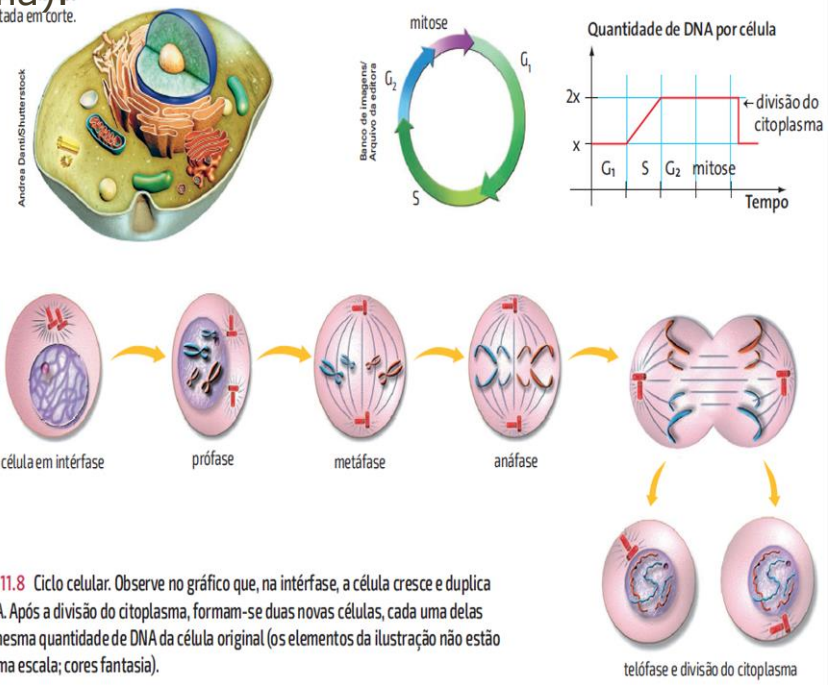 tada em corte.
Andrea Danti/Shutterstock
Banco de imagens/
Arquivo da editora
mitose
G₁
G₂
S
Quantidade de DNA por célula
2x
x
G₁ S G₂ mitose
← divisão do
citoplasma
Tempo
célula em intérfase
prófase
metáfase
anáfase
telófase e divisão do citoplasma
11.8 Ciclo celular. Observe no gráfico que, na intérfase, a célula cresce e duplica
A. Após a divisão do citoplasma, formam-se duas novas células, cada uma delas
mesma quantidade de DNA da célula original (os elementos da ilustração não estão
ma escala; cores fantasia).